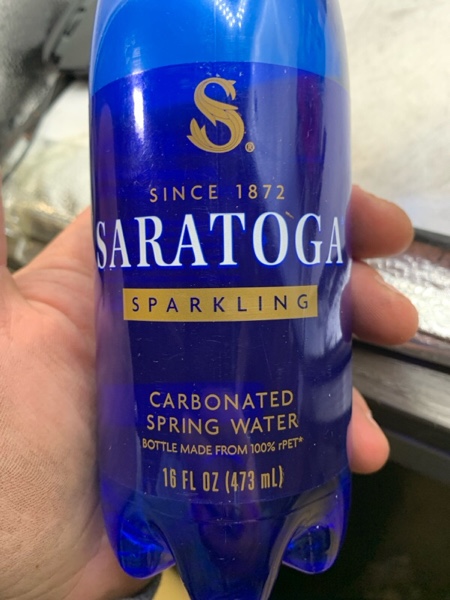 S®
SINCE 1872
SARATOGA
SPARKLING
CARBONATED
SPRING WATER
BOTTLE MADE FROM 100% rPET*
16 FL OZ (473 mL)